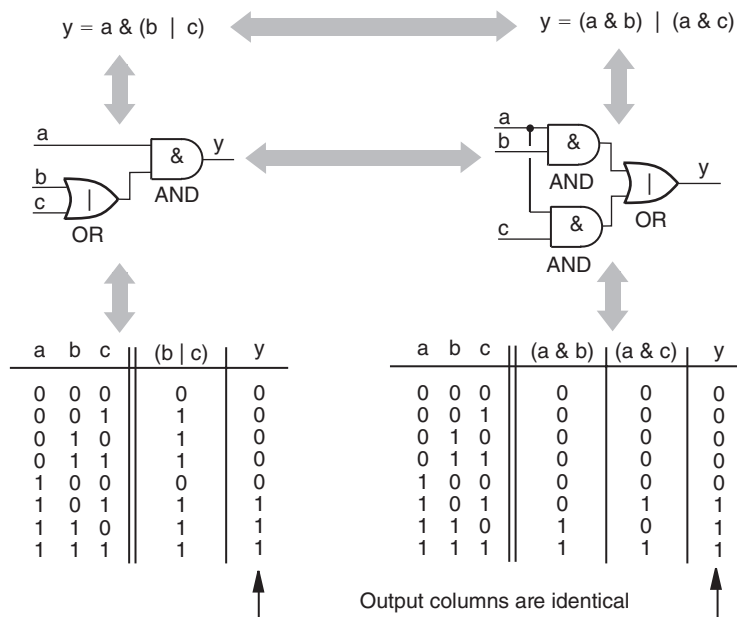 y = a & (b | c)
y = (a & b) | (a & c)
a
&
y
b
|
c
AND
OR
a
&
b
AND
|
y
&
OR
c
AND
a b c (b | c) y
0 0 0 0 0
0 0 1 1 0
0 1 0 1 0
0 1 1 1 0
1 0 0 0 0
1 0 1 1 1
1 1 0 1 1
1 1 1 1 1
a b c (a & b) (a & c) y
0 0 0 0 0 0
0 0 1 0 0 0
0 1 0 0 0 0
0 1 1 0 0 0
1 0 0 0 0 0
1 0 1 0 1 1
1 1 0 1 0 1
1 1 1 1 1 1
Output columns are identical